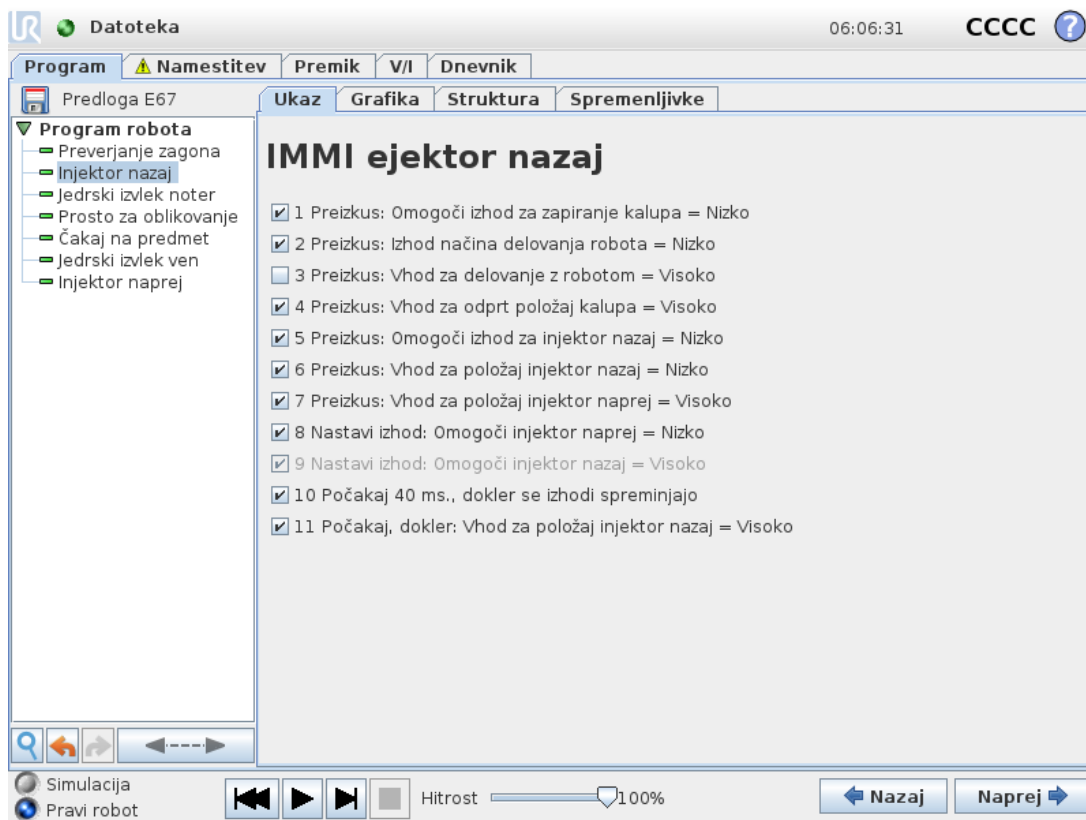 UR Datoteka 06:06:31 CCCC ?
Program Namestitev Premik V/I Dnevnik
Predloga E67
Ukaz Grafika Struktura Spremenljivke
Program robota
Preverjanje zagona
Injektor nazaj
Jedrski izvlek noter
Prosto za oblikovanje
Čakaj na predmet
Jedrski izvlek ven
Injektor naprej
IMMI ejektor nazaj
1 Preizkus: Omogoči izhod za zapiranje kalupa = Nizko
2 Preizkus: Izhod načina delovanja robota = Nizko
3 Preizkus: Vhod za delovanje z robotom = Visoko
4 Preizkus: Vhod za odprt položaj kalupa = Visoko
5 Preizkus: Omogoči izhod za injektor nazaj = Nizko
6 Preizkus: Vhod za položaj injektor nazaj = Nizko
7 Preizkus: Vhod za položaj injektor naprej = Visoko
8 Nastavi izhod: Omogoči injektor naprej = Nizko
9 Nastavi izhod: Omogoči injektor nazaj = Visoko
10 Počakaj 40 ms., dokler se izhodi spreminjajo
11 Počakaj, dokler: Vhod za položaj injektor nazaj = Visoko
Simulacija
Pravi robot
Hitrost 100%
Nazaj Naprej